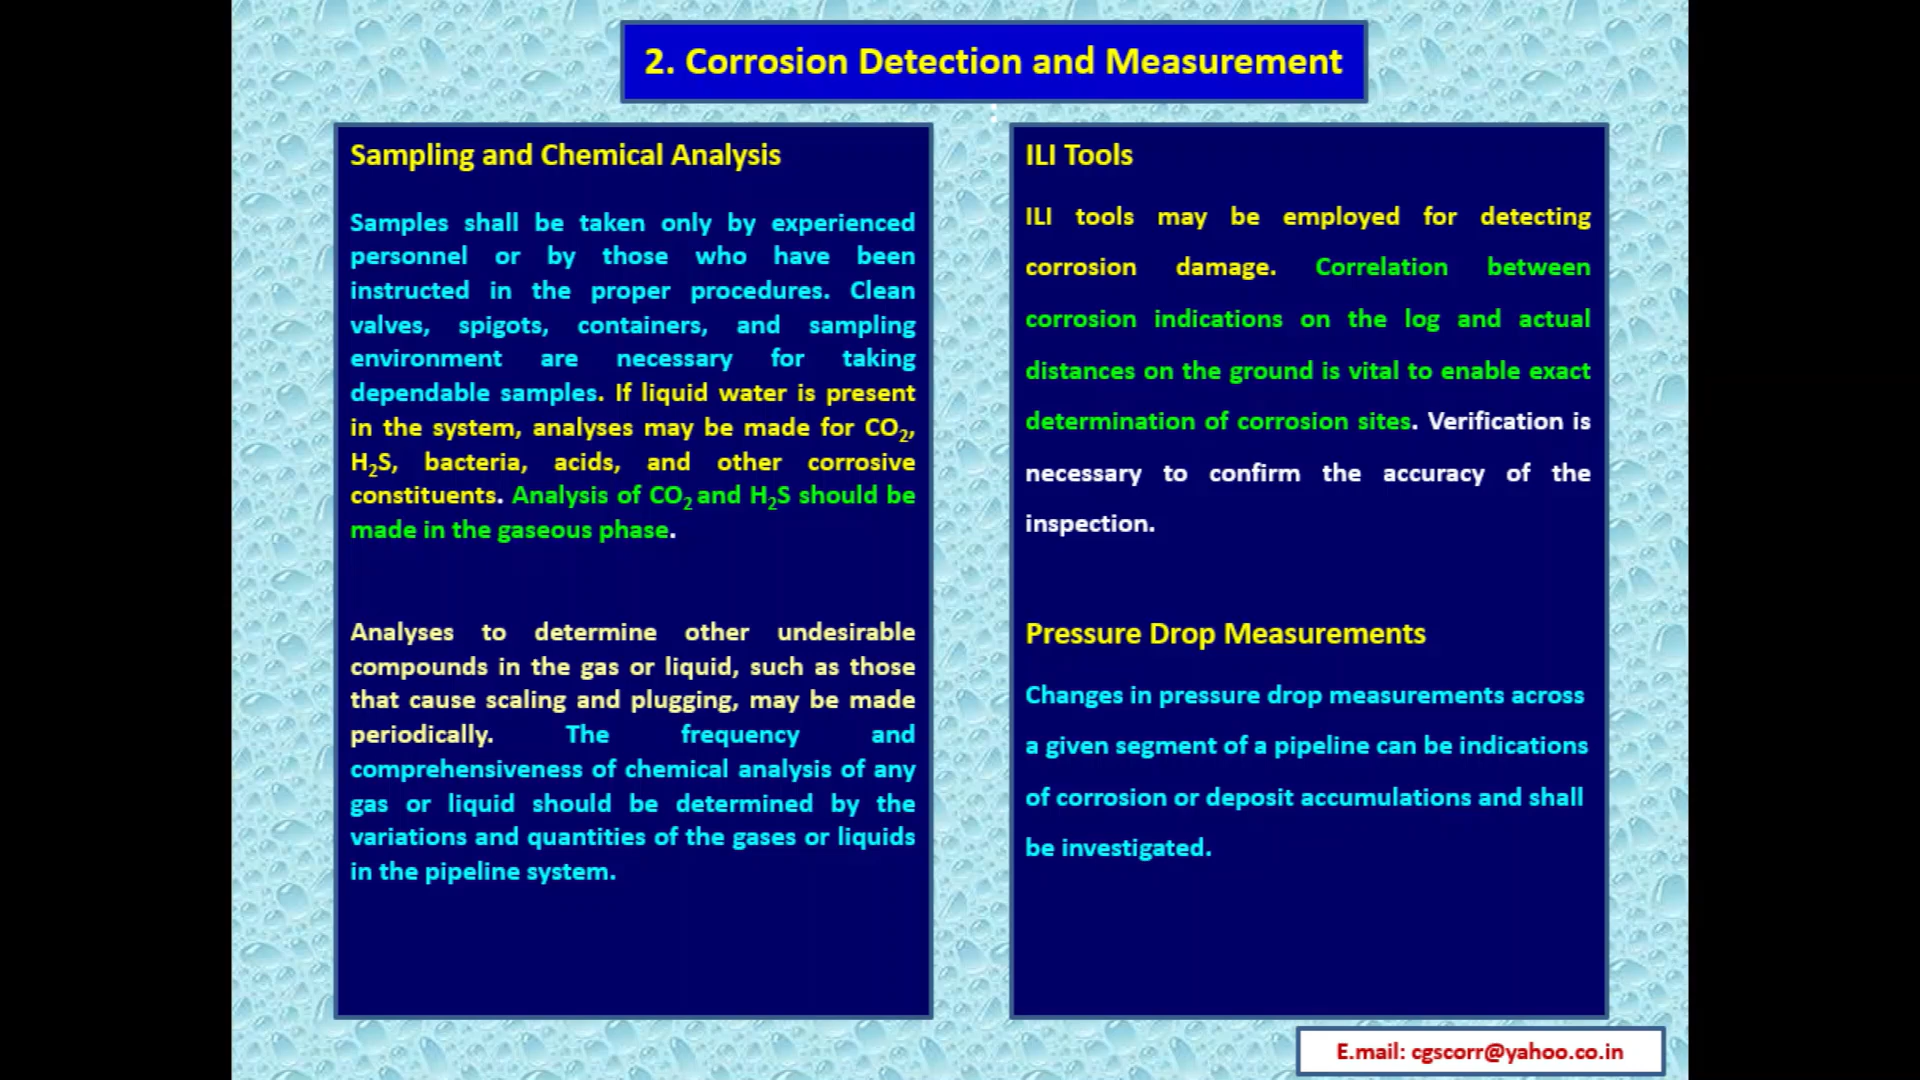 2. Corrosion Detection and Measurement
Sampling and Chemical Analysis
Samples shall be taken only by experienced
personnel or by those who have been
instructed in the proper procedures. Clean
valves, spigots, containers, and sampling
environment are necessary for taking
dependable samples. If liquid water is present
in the system, analyses may be made for CO₂,
H₂S, bacteria, acids, and other corrosive
constituents. Analysis of CO₂ and H₂S should be
made in the gaseous phase.
Analyses to determine other undesirable
compounds in the gas or liquid, such as those
that cause scaling and plugging, may be made
periodically. The frequency and
comprehensiveness of chemical analysis of any
gas or liquid should be determined by the
variations and quantities of the gases or liquids
in the pipeline system.
ILI Tools
ILI tools may be employed for detecting
corrosion damage. Correlation between
corrosion indications on the log and actual
distances on the ground is vital to enable exact
determination of corrosion sites. Verification is
necessary to confirm the accuracy of the
inspection.
Pressure Drop Measurements
Changes in pressure drop measurements across
a given segment of a pipeline can be indications
of corrosion or deposit accumulations and shall
be investigated.
E.mail: cgscorr@yahoo.co.in